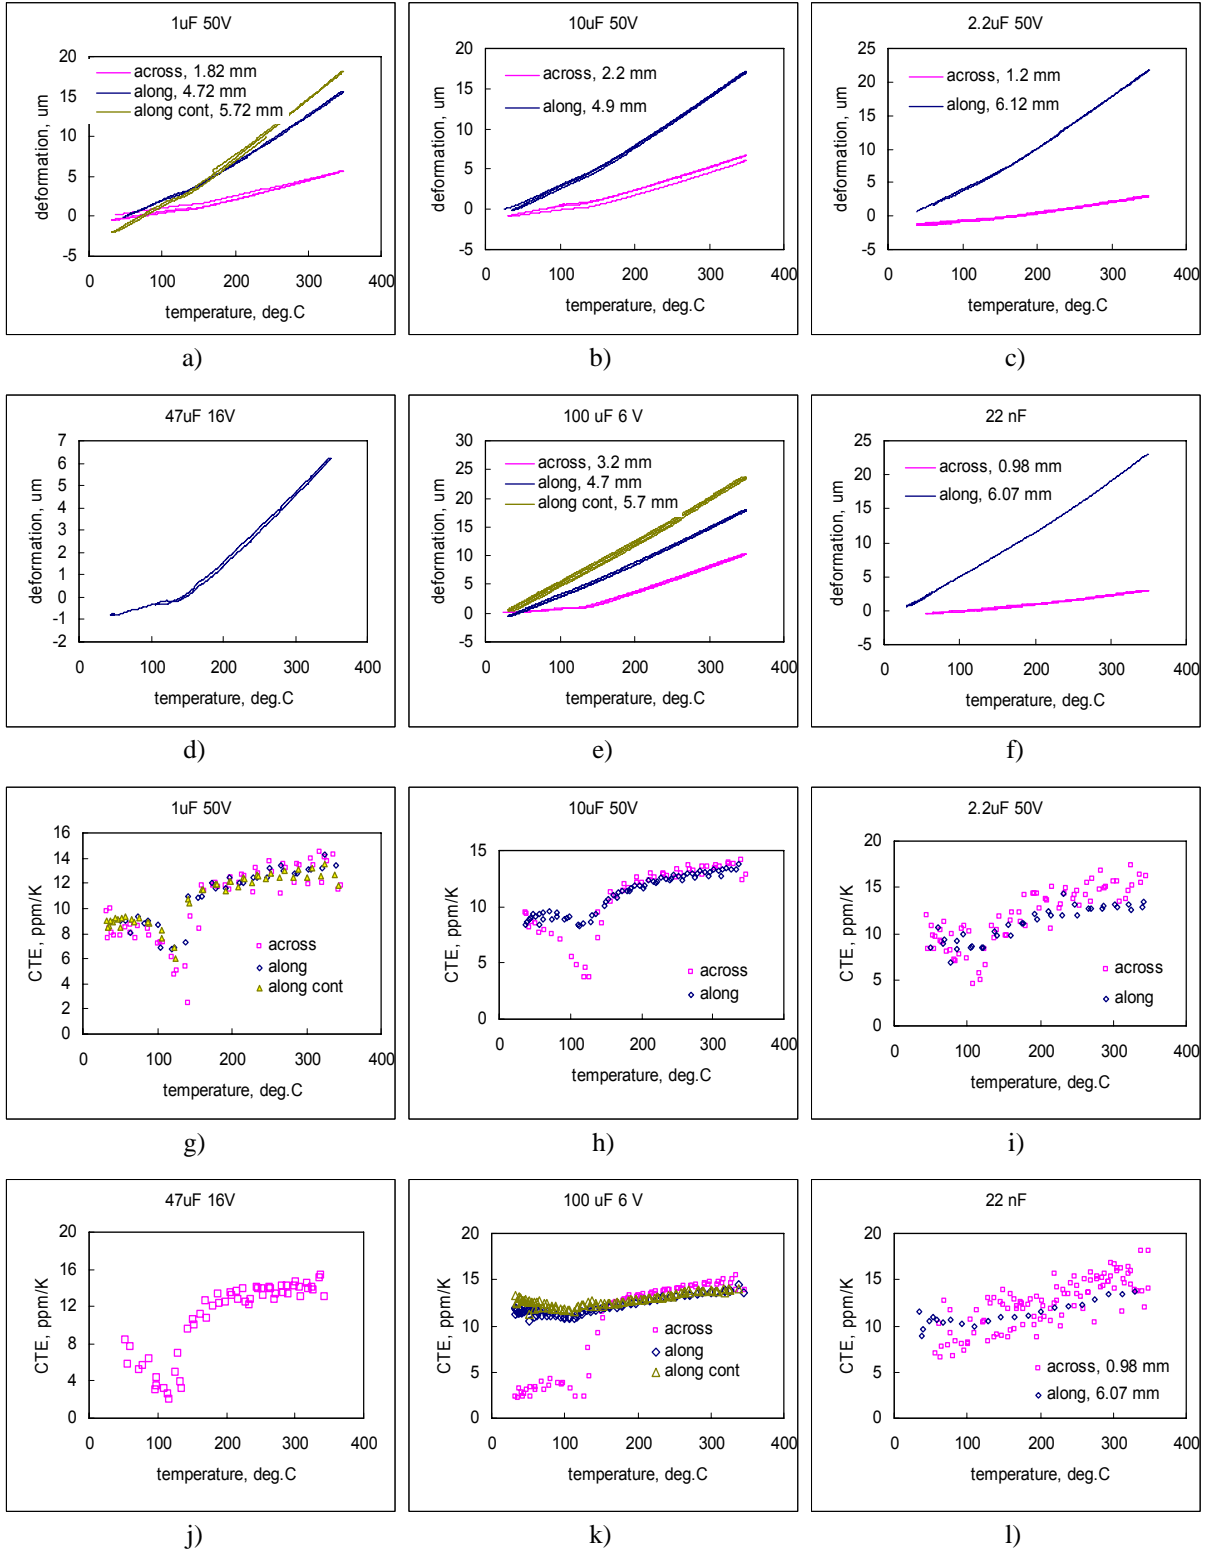 1uF 50V
20
15
10
5
0
-5
0 100 200 300 400
deformation, um
temperature, deg.C
across, 1.82 mm
along, 4.72 mm
along cont, 5.72 mm
a)
10uF 50V
20
15
10
5
0
-5
0 100 200 300 400
deformation, um
temperature, deg.C
across, 2.2 mm
along, 4.9 mm
b)
2.2uF 50V
25
20
15
10
5
0
-5
0 100 200 300 400
deformation, um
temperature, deg.C
across, 1.2 mm
along, 6.12 mm
c)
47uF 16V
7
6
5
4
3
2
1
0
-1
-2
0 100 200 300 400
deformation, um
temperature, deg.C
d)
100 uF 6 V
30
25
20
15
10
5
0
-5
0 100 200 300 400
deformation, um
temperature, deg.C
across, 3.2 mm
along, 4.7 mm
along cont, 5.7 mm
e)
22 nF
25
20
15
10
5
0
-5
0 100 200 300 400
deformation, um
temperature, deg.C
across, 0.98 mm
along, 6.07 mm
f)
1uF 50V
16
14
12
10
8
6
4
2
0
0 100 200 300 400
CTE, ppm/K
temperature, deg.C
across
along
along cont
g)
10uF 50V
15
10
5
0
0 100 200 300 400
CTE, ppm/K
temperature, deg.C
across
along
h)
2.2uF 50V
20
15
10
5
0
0 100 200 300 400
CTE, ppm/K
temperature, deg.C
across
along
i)
47uF 16V
20
16
12
8
4
0
0 100 200 300 400
CTE, ppm/K
temperature, deg.C
j)
100 uF 6 V
20
15
10
5
0
0 100 200 300 400
CTE, ppm/K
temperature, deg.C
across
along
along cont
k)
22 nF
20
15
10
5
0
0 100 200 300 400
CTE, ppm/K
temperature, deg.C
across, 0.98 mm
along, 6.07 mm
l)